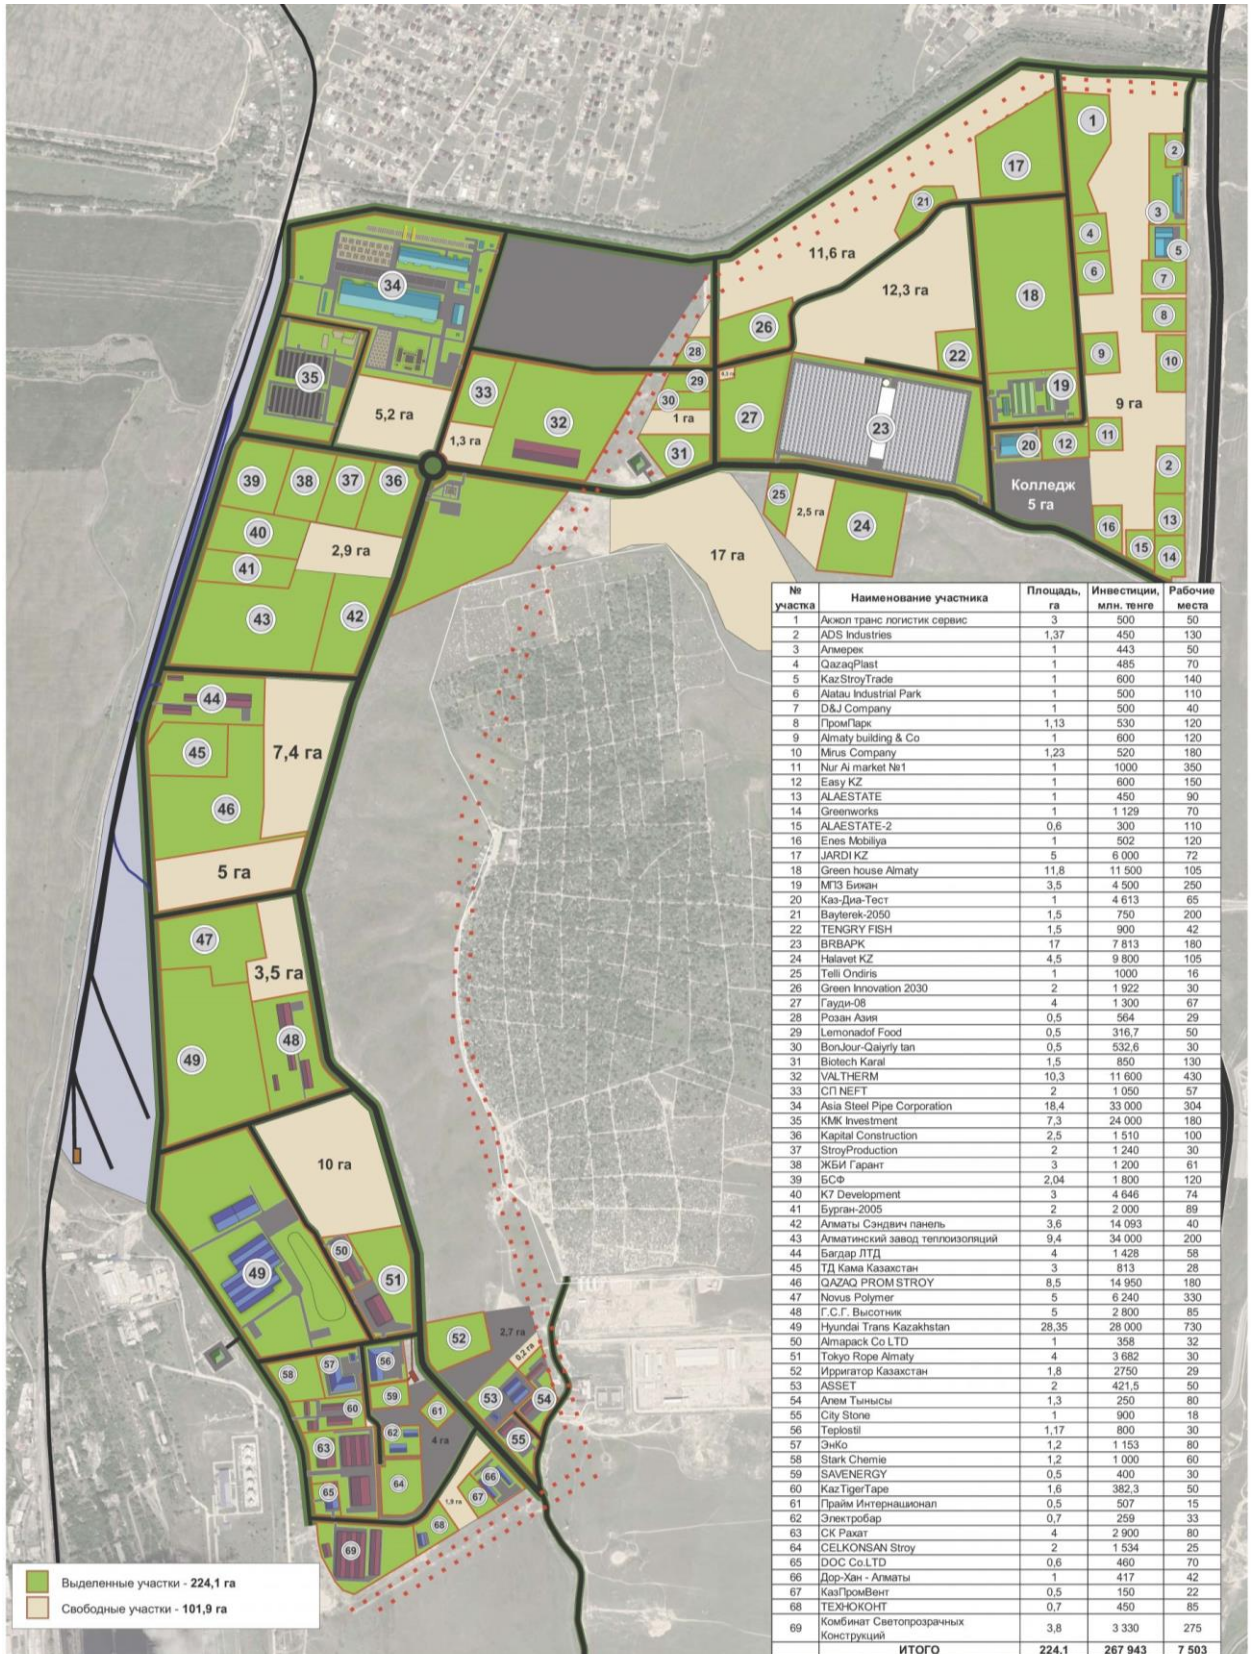 1
2
17
21
3
4
5
11,6 га
6
7
34
12,3 га
18
8
26
28
22
9
10
35
29
19
33
30
9 га
5,2 га
32
1 га
27
23
1,3 га
31
20
12
11
2
39
38
37
36
Колледж
5 га
25
2,5 га
24
13
16
15
14
40
2,9 га
41
17 га
43
42
44
45
7,4 га
46
5 га
47
3,5 га
48
49
10 га
50
49
51
52
2,7 га
0,2 га
57
56
58
59
53
54
60
61
62
4 га
55
63
66
64
67
65
1,9 га
68
69
№ участка Наименование участника Площадь, га Инвестиции, млн. тенге Рабочие места
1 Акжол транс логистик сервис 3 500 50
2 ADS Industries 1,37 450 130
3 Алмерек 1 443 50
4 QazaqPlast 1 485 70
5 KazStroyTrade 1 600 140
6 Alatau Industrial Park 1 500 110
7 D&J Company 1 500 40
8 ПромПарк 1,13 530 120
9 Almaty building & Co 1 600 120
10 Mirus Company 1,23 520 180
11 Nur Ai market №1 1 1000 350
12 Easy KZ 1 600 150
13 ALAESTATE 1 450 90
14 Greenworks 1 1 129 70
15 ALAESTATE-2 0,6 300 110
16 Enes Mobiliya 1 502 120
17 JARDI KZ 5 6 000 72
18 Green house Almaty 11,8 11 500 105
19 МПЗ Бижан 3,5 4 500 250
20 Каз-Диа-Тест 1 4 613 65
21 Bayterek-2050 1,5 750 200
22 TENGRY FISH 1,5 900 42
23 BRBAPK 17 7 813 180
24 Halavet KZ 4,5 9 800 105
25 Telli Ondiris 1 1000 16
26 Green Innovation 2030 2 1 922 30
27 Гауди-08 4 1 300 67
28 Розан Азия 0,5 564 29
29 Lemonadof Food 0,5 316,7 50
30 BonJour-Qaiyrly tan 0,5 532,6 30
31 Biotech Karal 1,5 850 130
32 VALTHERM 10,3 11 600 430
33 СП NEFT 2 1 050 57
34 Asia Steel Pipe Corporation 18,4 33 000 304
35 KMK Investment 7,3 24 000 180
36 Kapital Construction 2,5 1 510 100
37 StroyProduction 2 1 240 30
38 ЖБИ Гарант 3 1 200 61
39 БСФ 2,04 1 800 120
40 K7 Development 3 4 646 74
41 Бурган-2005 2 2 000 89
42 Алматы Сэндвич панель 3,6 14 093 40
43 Алматинский завод теплоизоляций 9,4 34 000 200
44 Багдар ЛТД 4 1 428 58
45 ТД Кама Казахстан 3 813 28
46 QAZAQ PROM STROY 8,5 14 950 180
47 Novus Polymer 5 6 240 330
48 Г.С.Г. Высотник 5 2 800 85
49 Hyundai Trans Kazakhstan 28,35 28 000 730
50 Almapack Co LTD 1 358 32
51 Tokyo Rope Almaty 4 3 682 30
52 Ирригатор Казахстан 1,8 2750 29
53 ASSET 2 421,5 50
54 Алем Тынысы 1,3 250 80
55 City Stone 1 900 18
56 Teplostil 1,17 800 30
57 ЭнКо 1,2 1 153 80
58 Stark Chemie 1,2 1 000 60
59 SAVENERGY 0,5 400 30
60 KazTigerTape 1,6 382,3 50
61 Прайм Интернашионал 0,5 507 15
62 Электробар 0,7 259 33
63 СК Рахат 4 2 900 80
64 CELKONSAN Stroy 2 1 534 25
65 DOC Co.LTD 0,6 460 70
66 Дор-Хан - Алматы 1 417 42
67 КазПромВент 0,5 150 22
68 ТЕХНОКОНТ 0,7 450 85
69 Комбинат Светопрозрачных Конструкций 3,8 3 330 275
ИТОГО 224,1 267 943 7 503
Выделенные участки - 224,1 га
Свободные участки - 101,9 га